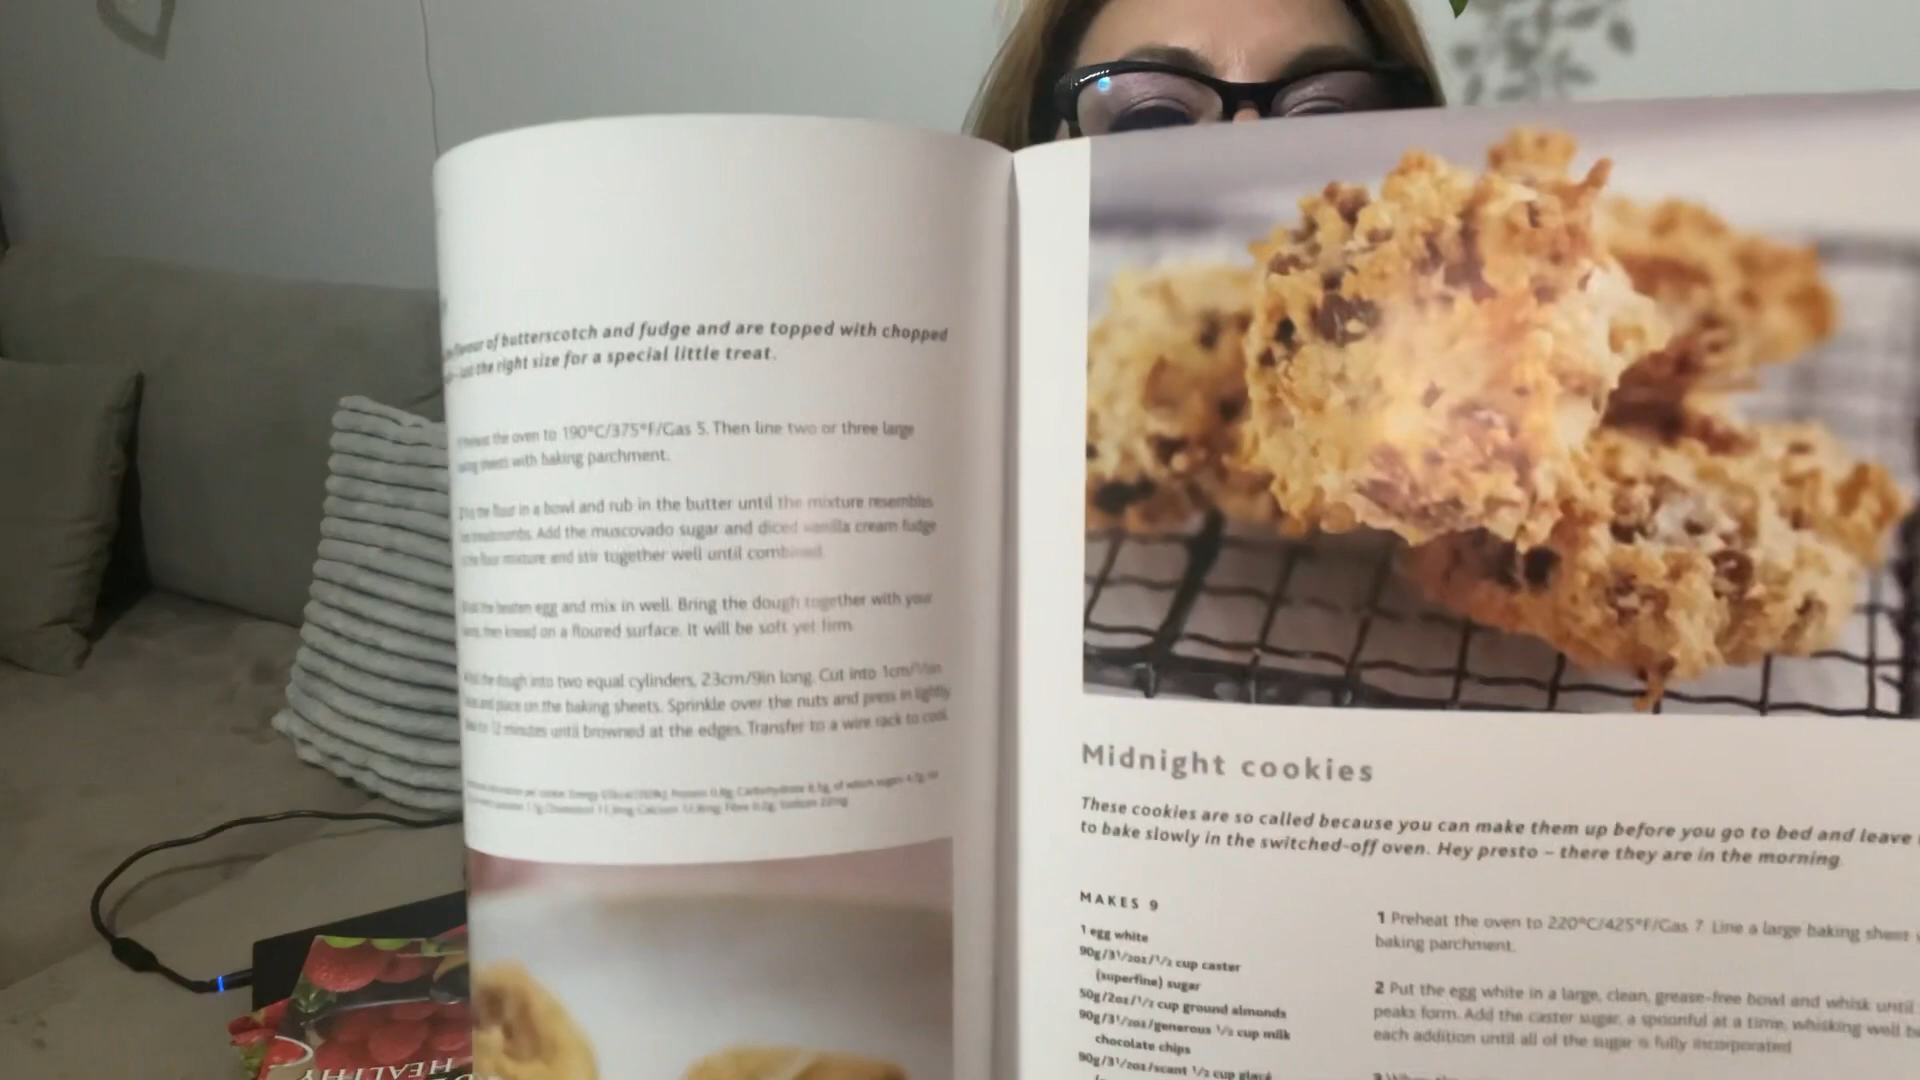 flavour of butterscotch and fudge and are topped with chopped
the right size for a special little treat.
the oven to 190°C/375°F/Gas 5. Then line two or three large
with baking parchment.
the flour in a bowl and rub in the butter until the mixture resembles
Add the muscovado sugar and diced vanilla cream fudge
flour mixture and stir together well until combined.
the beaten egg and mix in well. Bring the dough together with your
then knead on a floured surface. It will be soft yet firm.
the dough into two equal cylinders, 23cm/9in long. Cut into 1cm/½in
and place on the baking sheets. Sprinkle over the nuts and press in lightly.
12 minutes until browned at the edges. Transfer to a wire rack to cool.
Midnight cookies
These cookies are so called because you can make them up before you go to bed and leave
to bake slowly in the switched-off oven. Hey presto – there they are in the morning.
MAKES 9
1 egg white
90g/3½oz/½ cup caster
(superfine) sugar
50g/2oz/½ cup ground almonds
90g/3½oz/generous ½ cup milk
chocolate chips
90g/3½oz/scant ½ cup glacé
1 Preheat the oven to 220°C/425°F/Gas 7. Line a large baking sheet
baking parchment.
2 Put the egg white in a large, clean, grease-free bowl and whisk until
peaks form. Add the caster sugar, a spoonful at a time, whisking well
each addition until all of the sugar is fully incorporated.
HEALTHY